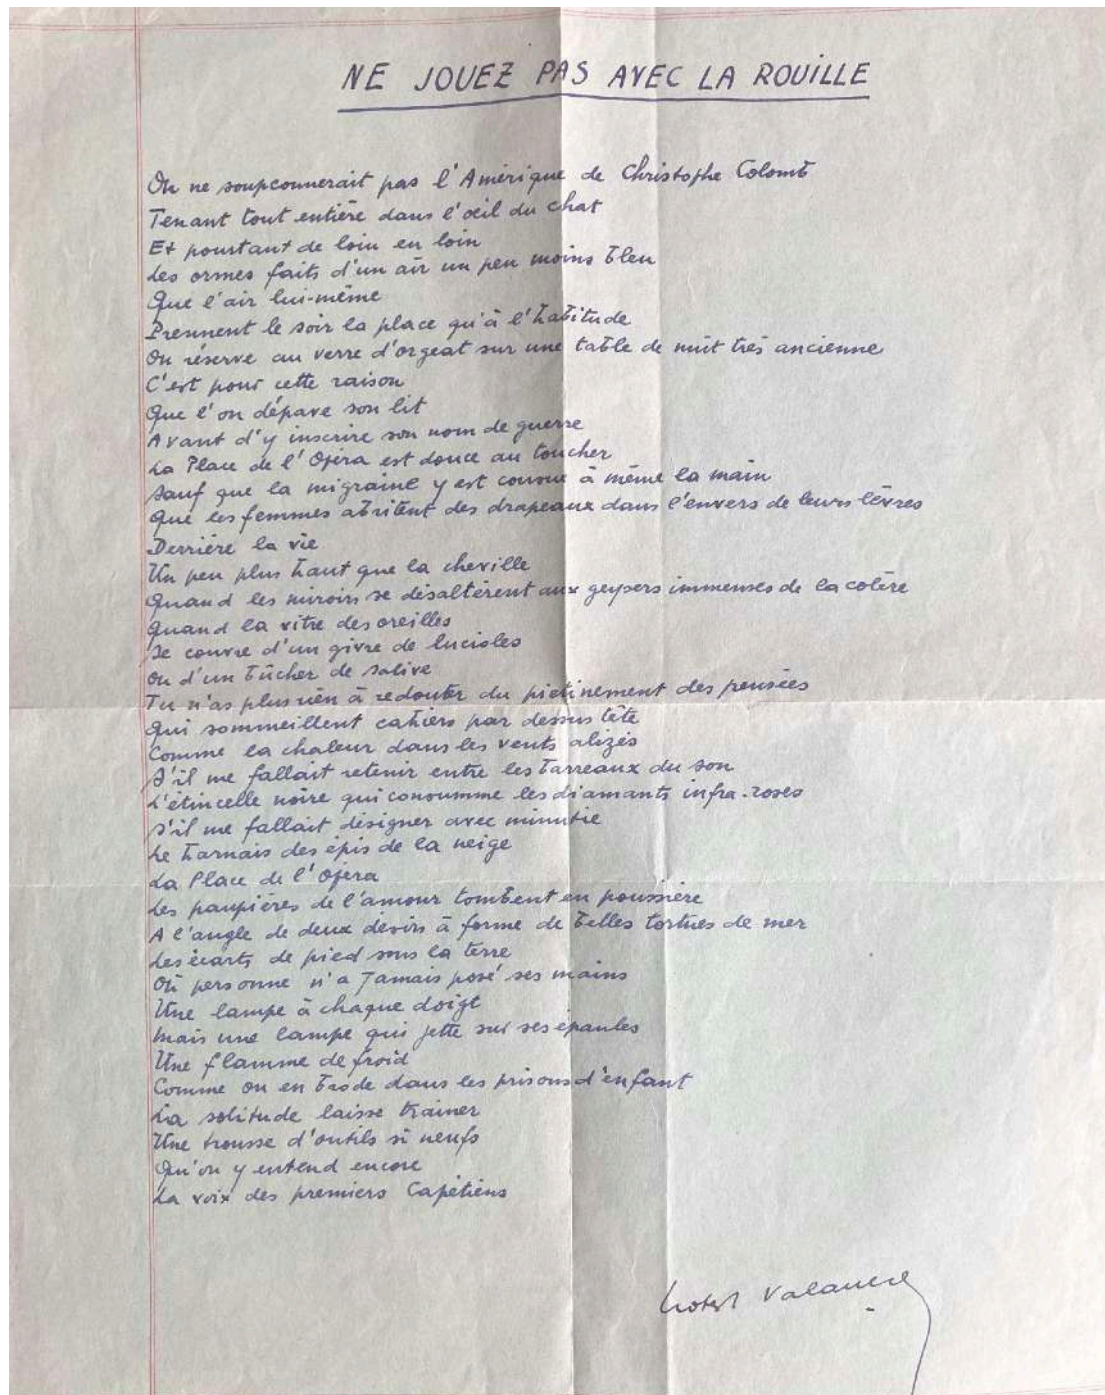 NE JOUEZ PAS AVEC LA ROUILLE
On ne soupconnerait pas l'Amérique de Christophe Colomb
Tenant tout entière dans l'œil du chat
Et pourtant de loin en loin
Les ormes faits d'un air un peu moins bleu
Que l'air lui-même
Prennent le soir la place qu'à l'habitude
On réserve au verre d'orgeat sur une table de nuit très ancienne
C'est pour cette raison
Que l'on dépave son lit
Avant d'y inscrire son nom de guerre
La Place de l'Opéra est douce au toucher
Sauf que la migraine y est cousue à même la main
Que les femmes abritent des drapeaux dans l'envers de leurs lèvres
Derrière la vie
Un peu plus haut que la cheville
Quand les miroirs se désaltèrent aux geysers immenses de la colère
Quand la vitre des oreilles
Se couvre d'un givre de lucioles
Ou d'un bûcher de salive
Tu n'as plus rien à redouter du piétinement des pensées
Qui sommeillent cahiers par dessus tête
Comme la chaleur dans les vents alizés
S'il me fallait retenir entre les barreaux du son
L'étincelle noire qui consumme les diamants infra-roses
S'il me fallait désigner avec minutie
Le harnais des épis de la neige
La Place de l'Opéra
Les paupières de l'amour tombent en poussière
A l'angle de deux désirs à forme de belles tortues de mer
Les écarts de pied sous la terre
Où personne n'a jamais posé ses mains
Une lampe à chaque doigt
Mais une lampe qui jette sur ses épaules
Une flamme de froid
Comme on en brode dans les prisons d'enfant
La solitude laisse trainer
Une trousse d'outils si neufs
Qu'on y entend encore
La voix des premiers Capétiens